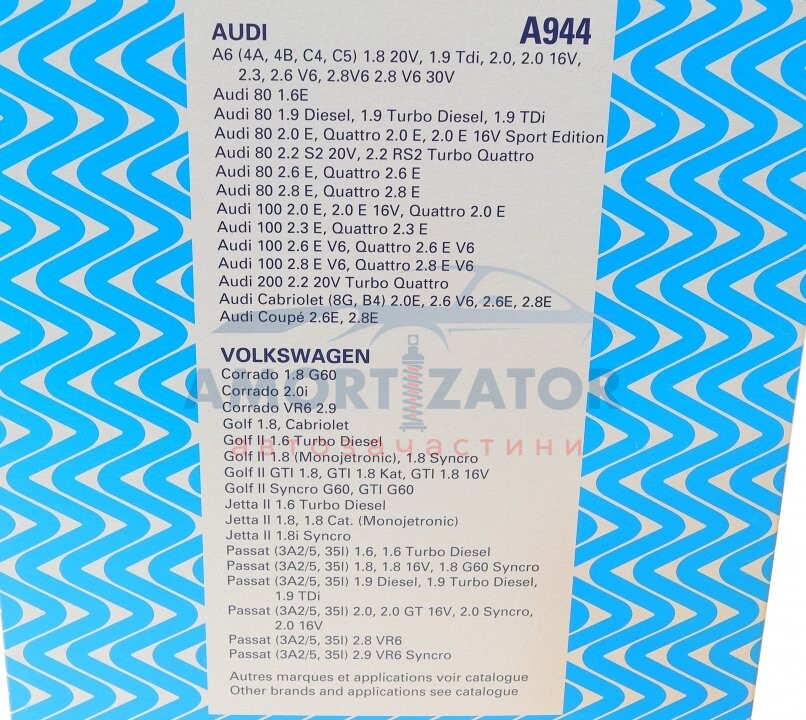 AUDI A944
A6 (4A, 4B, C4, C5) 1.8 20V, 1.9 Tdi, 2.0, 2.0 16V,
2.3, 2.6 V6, 2.8V6 2.8 V6 30V
Audi 80 1.6E
Audi 80 1.9 Diesel, 1.9 Turbo Diesel, 1.9 TDi
Audi 80 2.0 E, Quattro 2.0 E, 2.0 E 16V Sport Edition
Audi 80 2.2 S2 20V, 2.2 RS2 Turbo Quattro
Audi 80 2.6 E, Quattro 2.6 E
Audi 80 2.8 E, Quattro 2.8 E
Audi 100 2.0 E, 2.0 E 16V, Quattro 2.0 E
Audi 100 2.3 E, Quattro 2.3 E
Audi 100 2.6 E V6, Quattro 2.6 E V6
Audi 100 2.8 E V6, Quattro 2.8 E V6
Audi 200 2.2 20V Turbo Quattro
Audi Cabriolet (8G, B4) 2.0E, 2.6 V6, 2.6E, 2.8E
Audi Coupé 2.6E, 2.8E
VOLKSWAGEN
Corrado 1.8 G60
AMORTIZATOR
Corrado 2.0i
Corrado VR6 2.9
Golf 1.8, Cabriolet
Golf II 1.6 Turbo Diesel
автозачастини
Golf II 1.8 (Monojetronic), 1.8 Syncro
Golf II GTI 1.8, GTI 1.8 Kat, GTI 1.8 16V
Golf II Syncro G60, GTI G60
Jetta II 1.6 Turbo Diesel
Jetta II 1.8, 1.8 Cat. (Monojetronic)
Jetta II 1.8i Syncro
Passat (3A2/5, 35I) 1.6, 1.6 Turbo Diesel
Passat (3A2/5, 35I) 1.8, 1.8 16V, 1.8 G60 Syncro
Passat (3A2/5, 35I) 1.9 Diesel, 1.9 Turbo Diesel,
1.9 TDi
Passat (3A2/5, 35I) 2.0, 2.0 GT 16V, 2.0 Syncro,
2.0 16V
Passat (3A2/5, 35I) 2.8 VR6
Passat (3A2/5, 35I) 2.9 VR6 Syncro
Autres marques et applications voir catalogue
Other brands and applications see catalogue